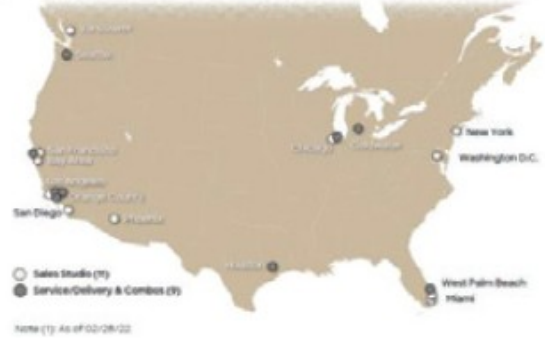 Vancouver
Seattle
New York
Chicago
Coldwater
Washington D.C.
San Francisco
Bay Area
Los Angeles
Orange County
San Diego
Phoenix
Houston
Sales Studio (11)
Service/Delivery & Combos (9)
West Palm Beach
Miami
Note (1): As of 02/28/22